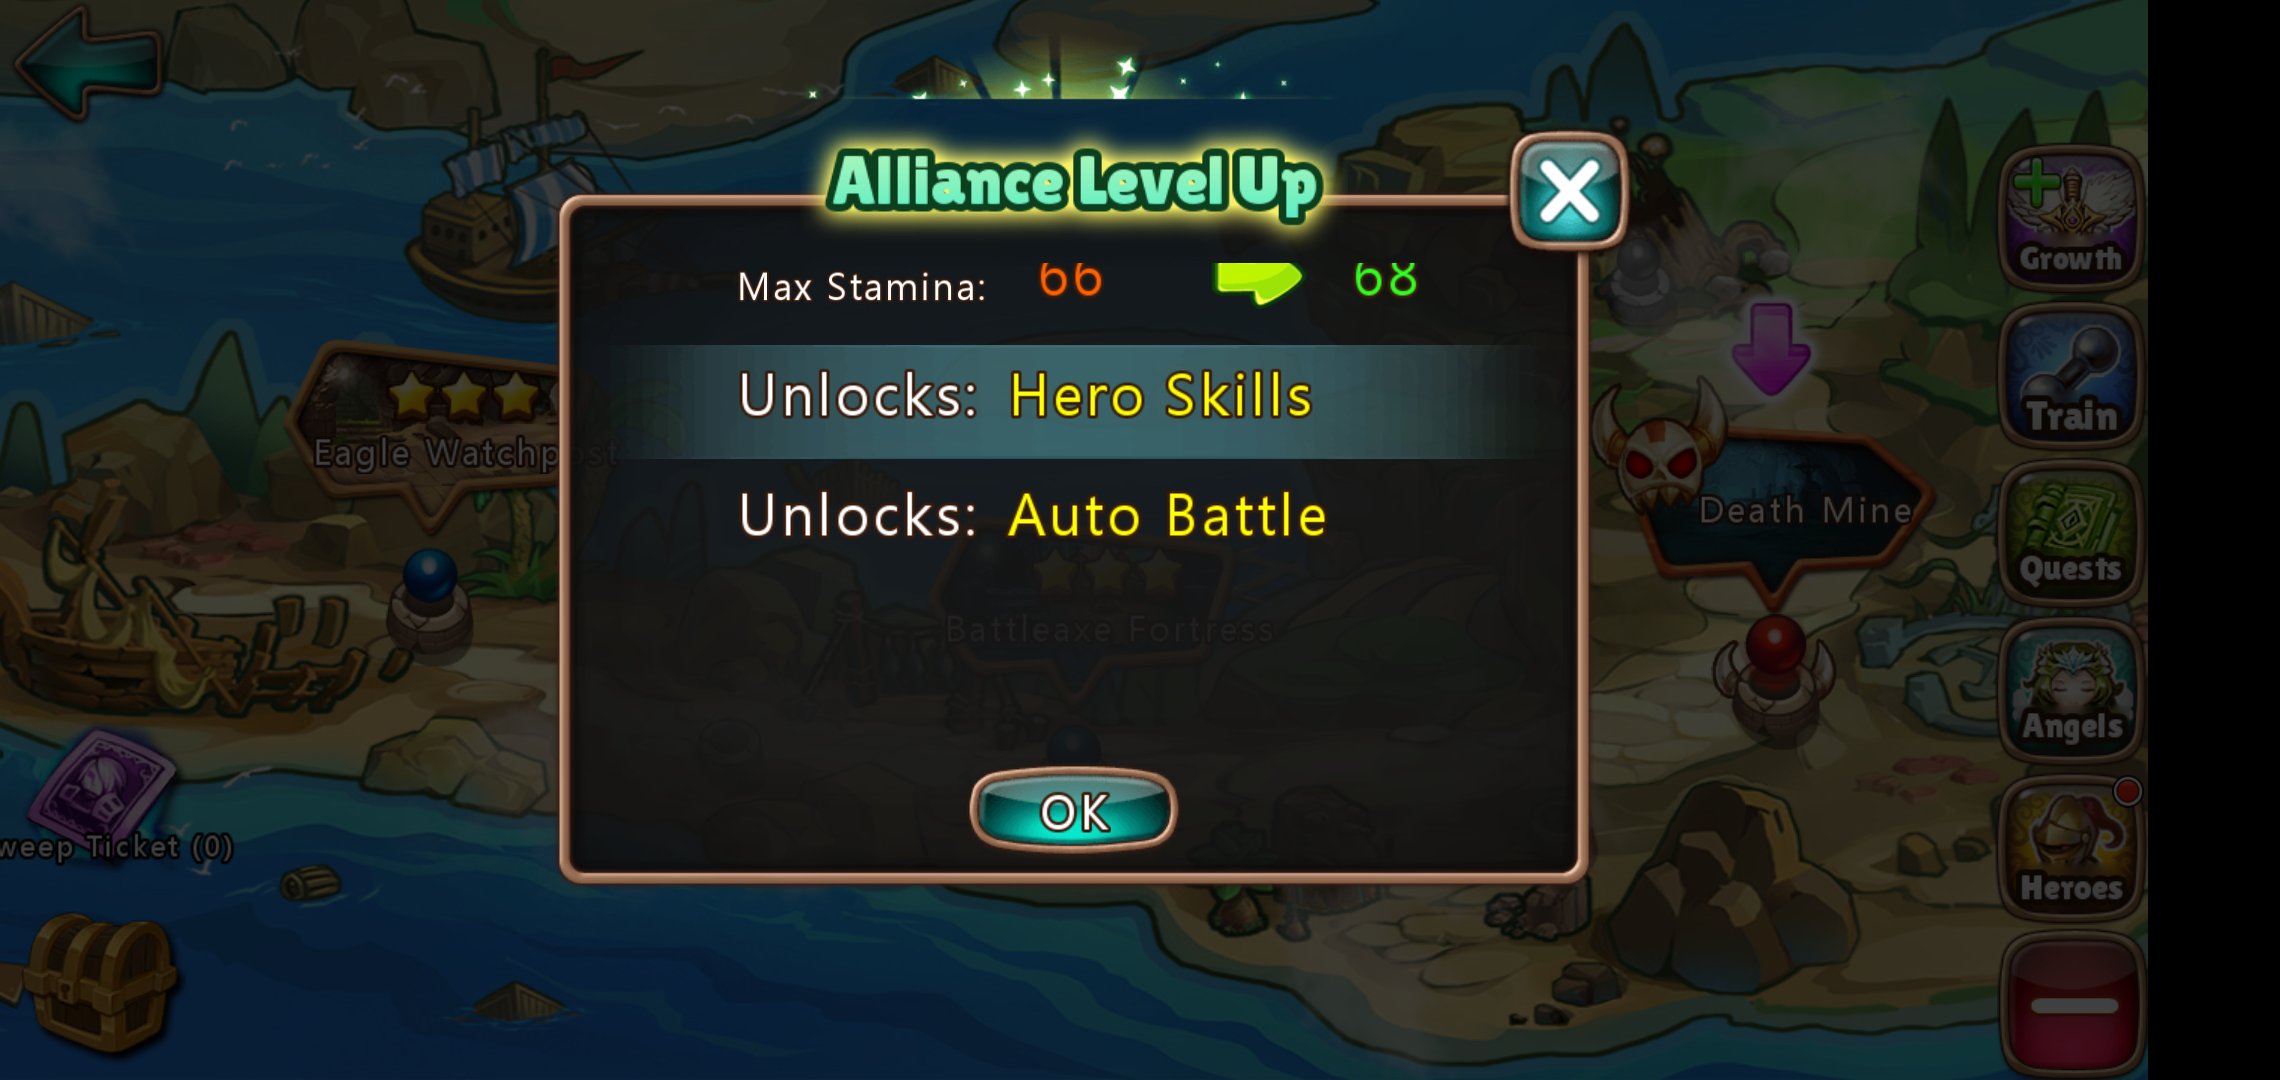 Alliance Level Up
Max Stamina: 66 68
Unlocks: Hero Skills
Unlocks: Auto Battle
OK
Eagle Watchpost
Battleaxe Fortress
Death Mine
weep Ticket (0)
Growth
Train
Quests
Angels
Heroes